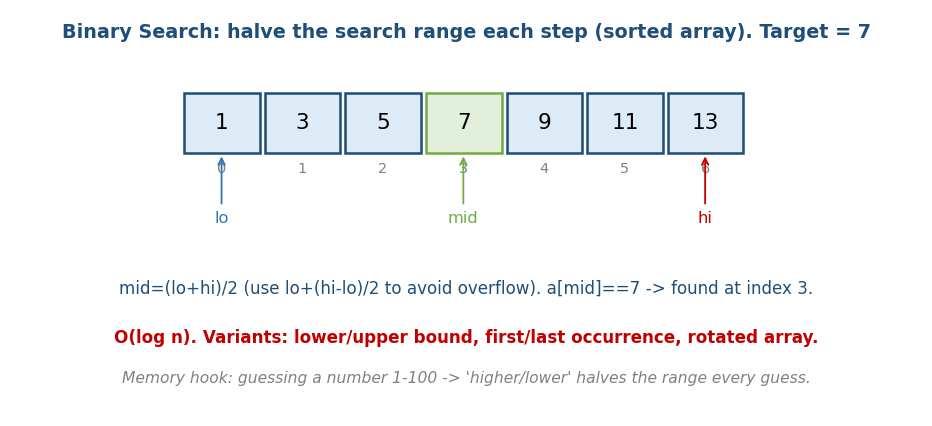 Binary Search: halve the search range each step (sorted array). Target = 7
1 3 5 7 9 11 13
0 1 2 3 4 5 6
lo mid hi
mid=(lo+hi)/2 (use lo+(hi-lo)/2 to avoid overflow). a[mid]==7 -> found at index 3.
O(log n). Variants: lower/upper bound, first/last occurrence, rotated array.
Memory hook: guessing a number 1-100 -> 'higher/lower' halves the range every guess.